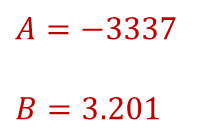 A = −3337
B = 3.201